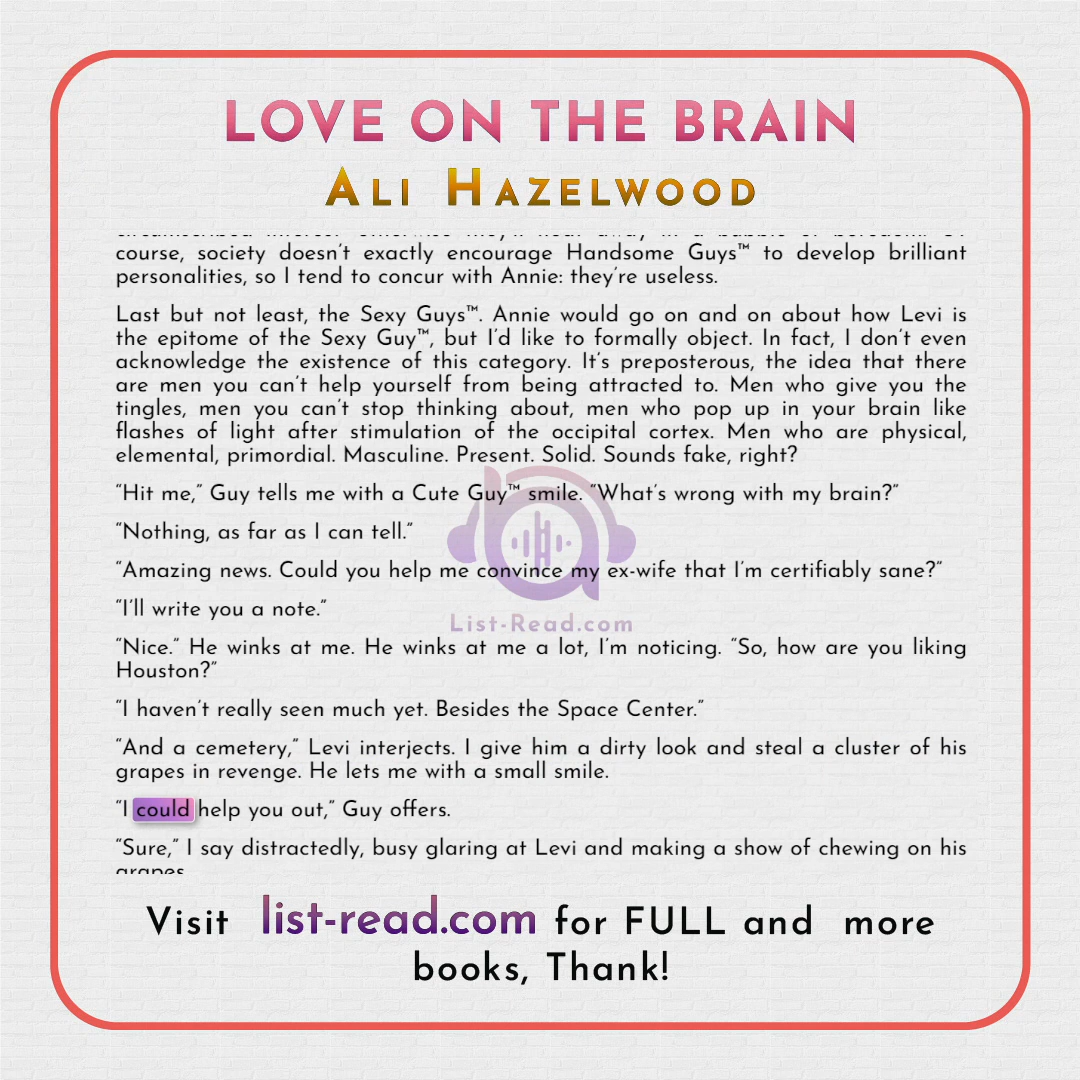 LOVE ON THE BRAIN
ALI HAZELWOOD
course, society doesn't exactly encourage Handsome Guys™ to develop brilliant
personalities, so I tend to concur with Annie: they're useless.
Last but not least, the Sexy Guys™. Annie would go on and on about how Levi is
the epitome of the Sexy Guy™, but I'd like to formally object. In fact, I don't even
acknowledge the existence of this category. It's preposterous, the idea that there
are men you can't help yourself from being attracted to. Men who give you the
tingles, men you can't stop thinking about, men who pop up in your brain like
flashes of light after stimulation of the occipital cortex. Men who are physical,
elemental, primordial. Masculine. Present. Solid. Sounds fake, right?
"Hit me," Guy tells me with a Cute Guy™ smile. "What's wrong with my brain?"
"Nothing, as far as I can tell."
"Amazing news. Could you help me convince my ex-wife that I'm certifiably sane?"
"I'll write you a note."
List-Read.com
"Nice." He winks at me. He winks at me a lot, I'm noticing. "So, how are you liking
Houston?"
"I haven't really seen much yet. Besides the Space Center."
"And a cemetery," Levi interjects. I give him a dirty look and steal a cluster of his
grapes in revenge. He lets me with a small smile.
"I could help you out," Guy offers.
"Sure," I say distractedly, busy glaring at Levi and making a show of chewing on his
grapes
Visit list-read.com for FULL and more
books, Thank!